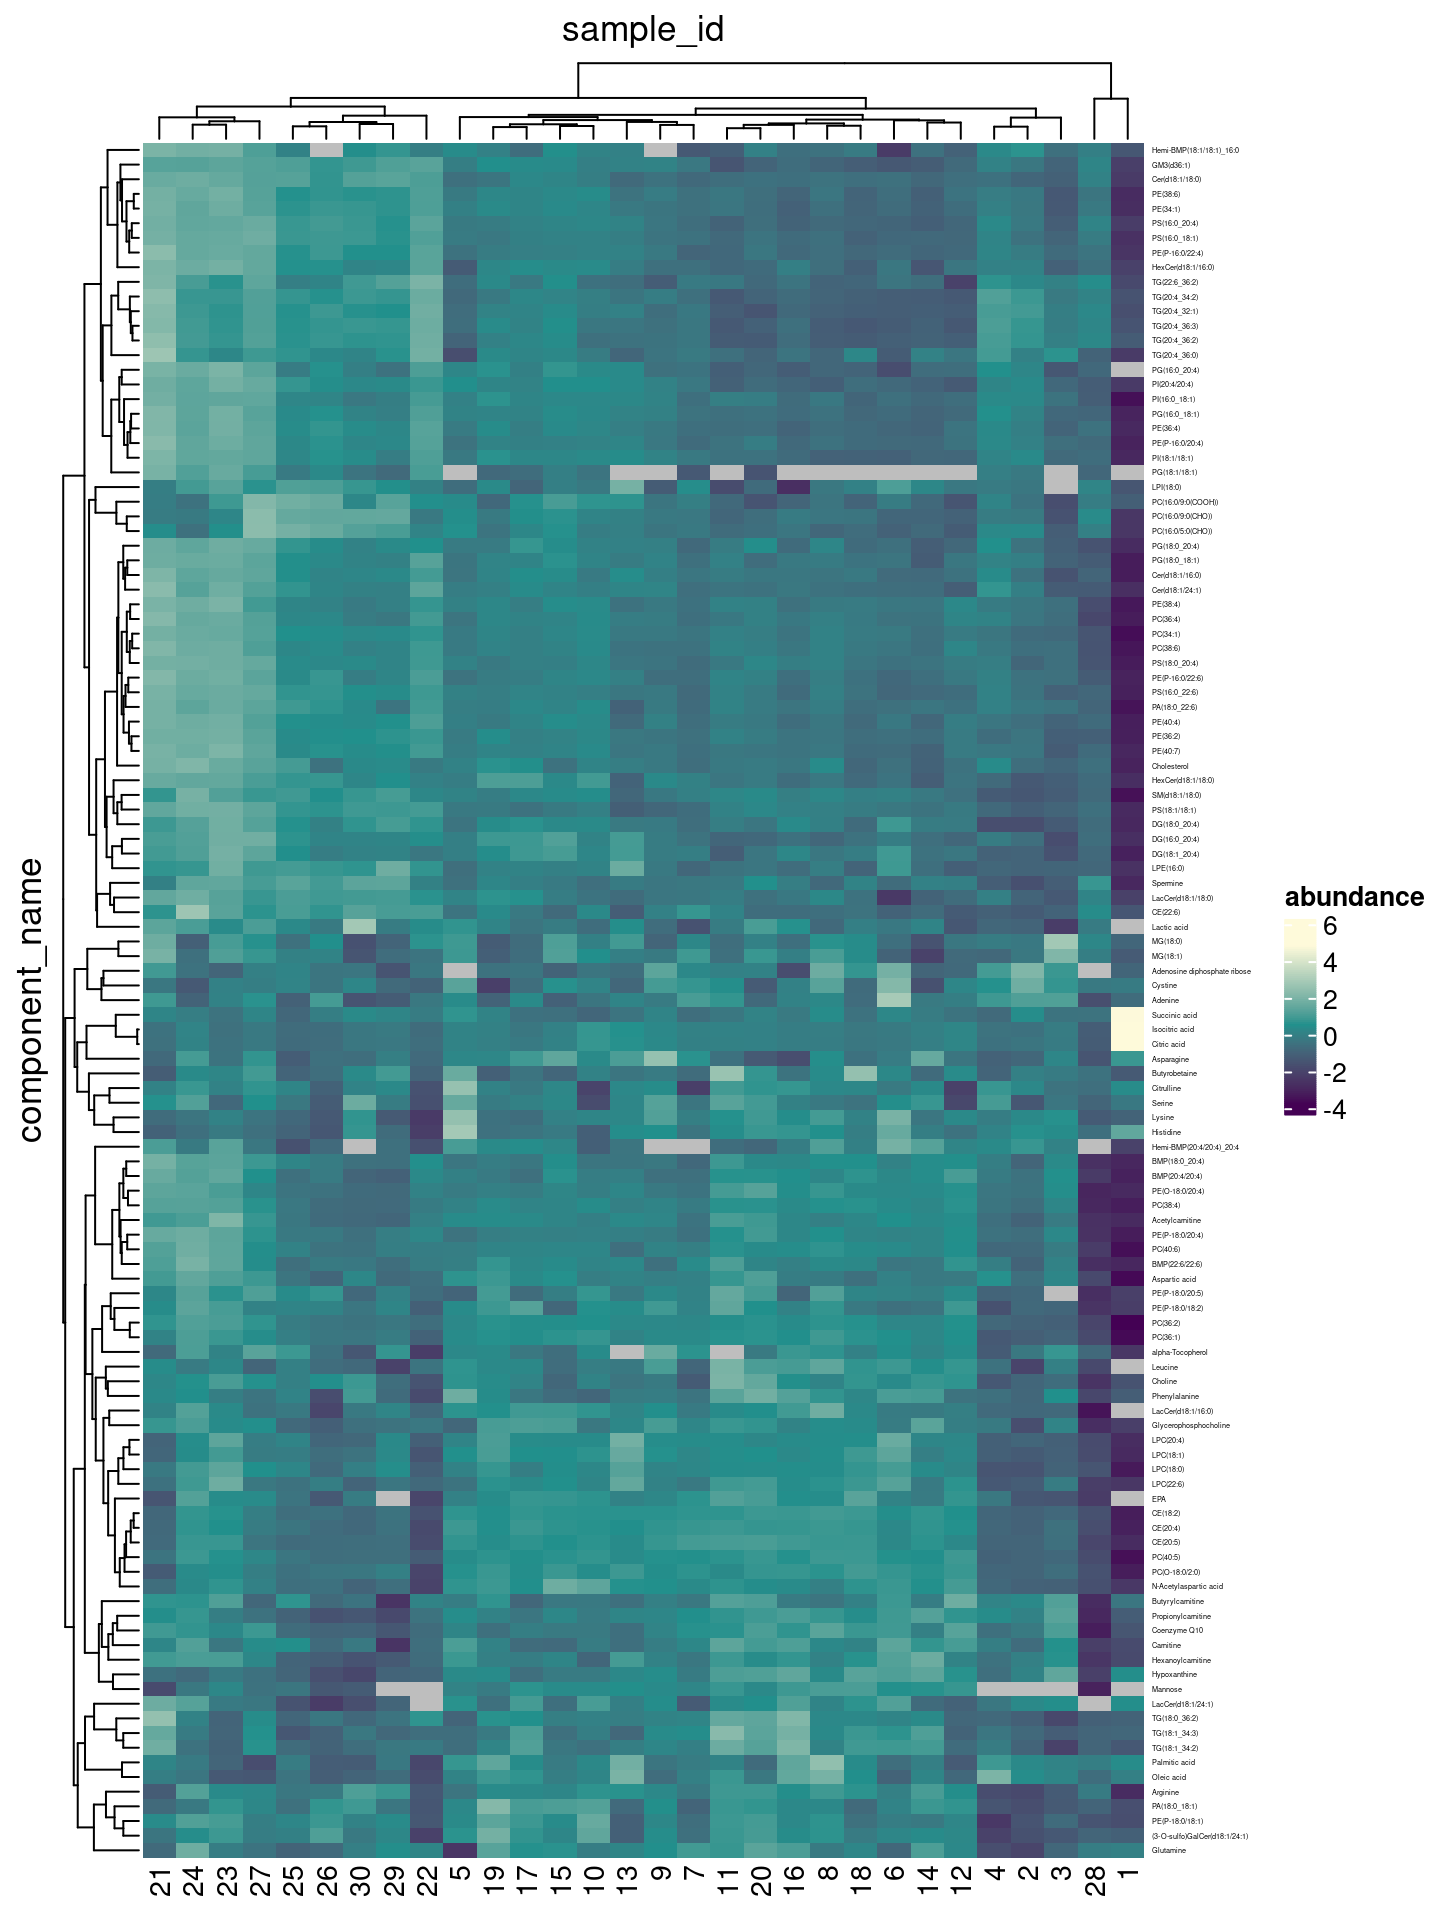 sample_id
component_name
Hemi-BMP(18:1/18:1)_16:0
GM3(d36:1)
Cer(d18:1/18:0)
PE(38:6)
PE(34:1)
PS(16:0_20:4)
PS(16:0_18:1)
PE(P-16:0/22:4)
HexCer(d18:1/16:0)
TG(22:6_36:2)
TG(20:4_34:2)
TG(20:4_32:1)
TG(20:4_36:3)
TG(20:4_36:2)
TG(20:4_36:0)
PG(16:0_20:4)
PI(20:4/20:4)
PI(16:0_18:1)
PG(16:0_18:1)
PE(36:4)
PE(P-16:0/20:4)
PI(18:1/18:1)
PG(18:1/18:1)
LPI(18:0)
PC(16:0/9:0(COOH))
PC(16:0/9:0(CHO))
PC(16:0/5:0(CHO))
PG(18:0_20:4)
PG(18:0_18:1)
Cer(d18:1/16:0)
Cer(d18:1/24:1)
PE(38:4)
PC(36:4)
PC(34:1)
PC(38:6)
PS(18:0_20:4)
PE(P-16:0/22:6)
PS(16:0_22:6)
PA(18:0_22:6)
PE(40:4)
PE(36:2)
PE(40:7)
Cholesterol
HexCer(d18:1/18:0)
SM(d18:1/18:0)
PS(18:1/18:1)
DG(18:0_20:4)
DG(16:0_20:4)
DG(18:1_20:4)
LPE(16:0)
Spermine
LacCer(d18:1/18:0)
CE(22:6)
Lactic acid
MG(18:0)
MG(18:1)
Adenosine diphosphate ribose
Cystine
Adenine
Succinic acid
Isocitric acid
Citric acid
Asparagine
Butyrobetaine
Citrulline
Serine
Lysine
Histidine
Hemi-BMP(20:4/20:4)_20:4
BMP(18:0_20:4)
BMP(20:4/20:4)
PE(O-18:0/20:4)
PC(38:4)
Acetylcarnitine
PE(P-18:0/20:4)
PC(40:6)
BMP(22:6/22:6)
Aspartic acid
PE(P-18:0/20:5)
PE(P-18:0/18:2)
PC(36:2)
PC(36:1)
alpha-Tocopherol
Leucine
Choline
Phenylalanine
LacCer(d18:1/16:0)
Glycerophosphocholine
LPC(20:4)
LPC(18:1)
LPC(18:0)
LPC(22:6)
EPA
CE(18:2)
CE(20:4)
CE(20:5)
PC(40:5)
PC(O-18:0/2:0)
N-Acetylaspartic acid
Butyrylcarnitine
Propionylcarnitine
Coenzyme Q10
Carnitine
Hexanoylcarnitine
Hypoxanthine
Mannose
LacCer(d18:1/24:1)
TG(18:0_36:2)
TG(18:1_34:3)
TG(18:1_34:2)
Palmitic acid
Oleic acid
Arginine
PA(18:0_18:1)
PE(P-18:0/18:1)
(3-O-sulfo)GalCer(d18:1/24:1)
Glutamine
21 24 23 27 25 26 30 29 22 5 19 17 15 10 13 9 7 11 20 16 8 18 6 14 12 4 2 3 28 1
abundance
6
4
2
0
-2
-4